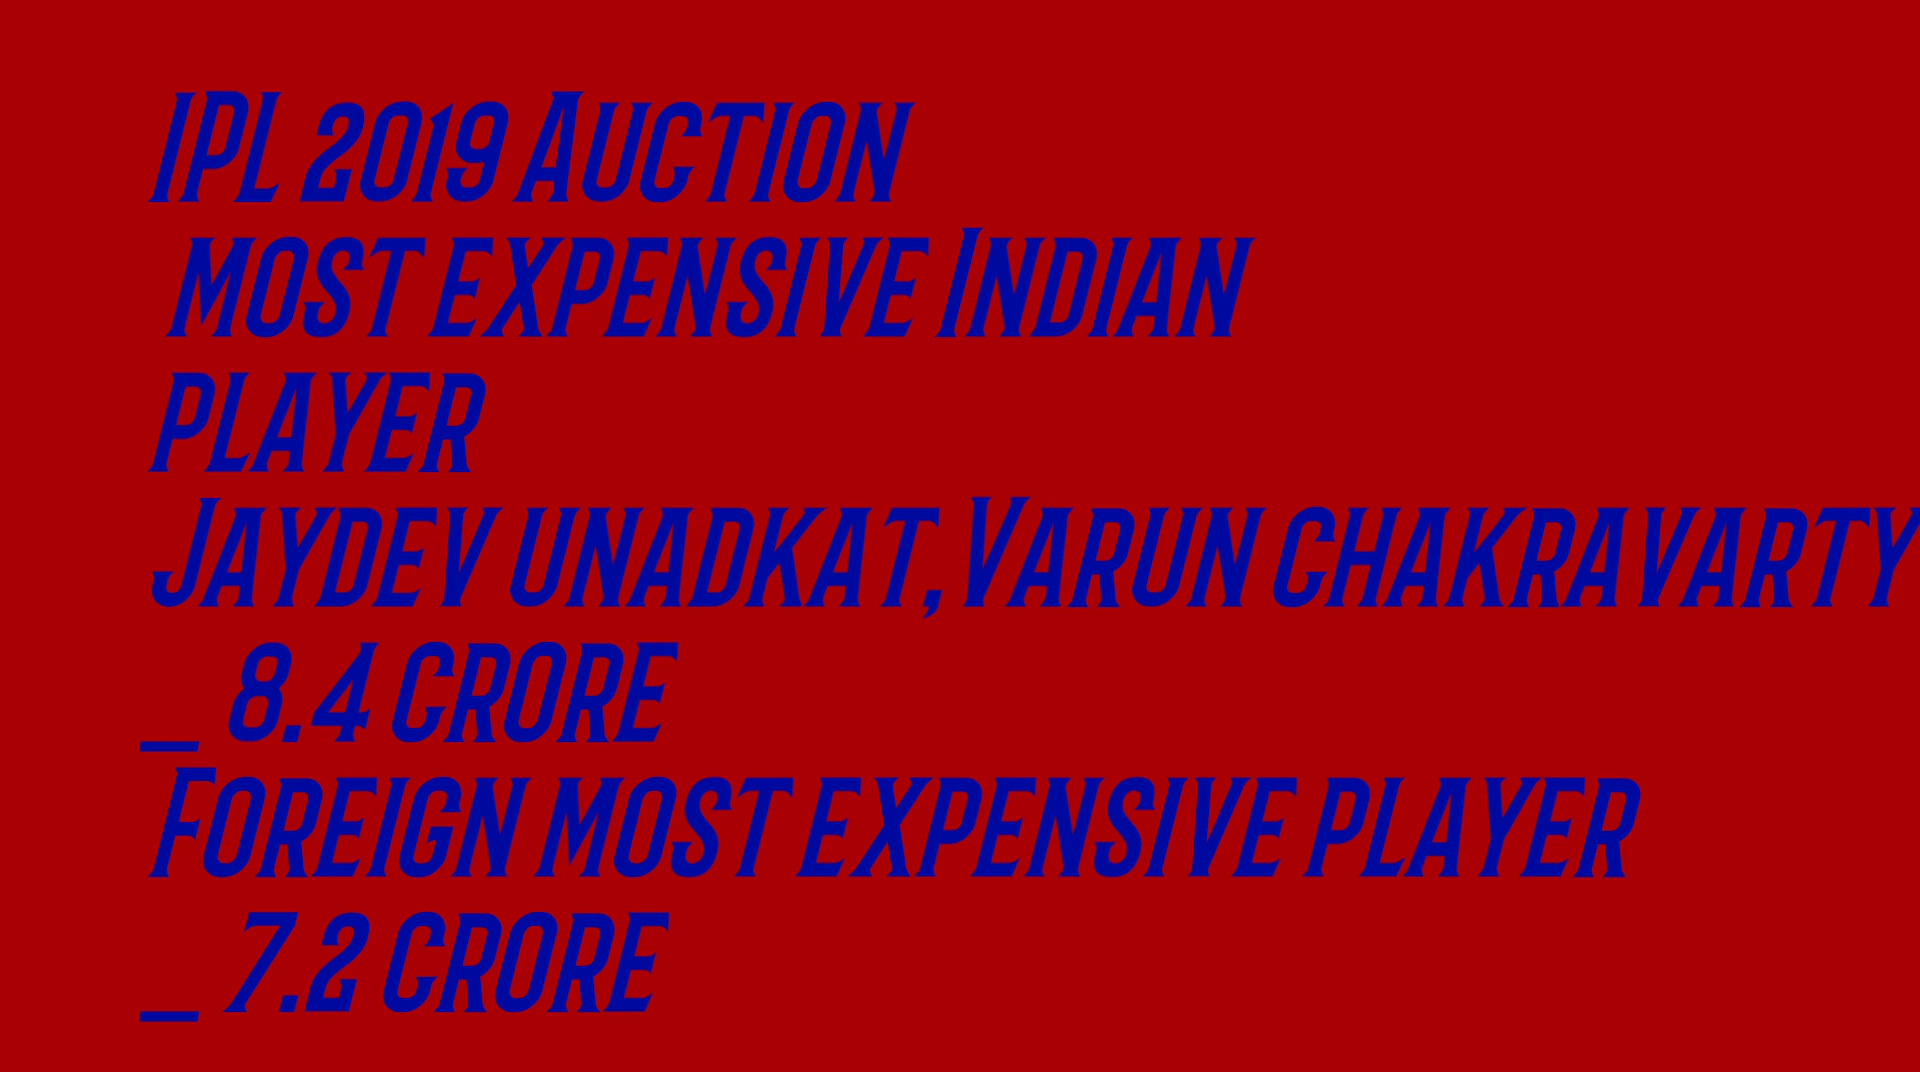 IPL 2019 Auction
most expensive Indian
player
Jaydev unadkat,Varun chakravarty
_ 8.4 crore
Foreign most expensive player
_ 7.2 crore